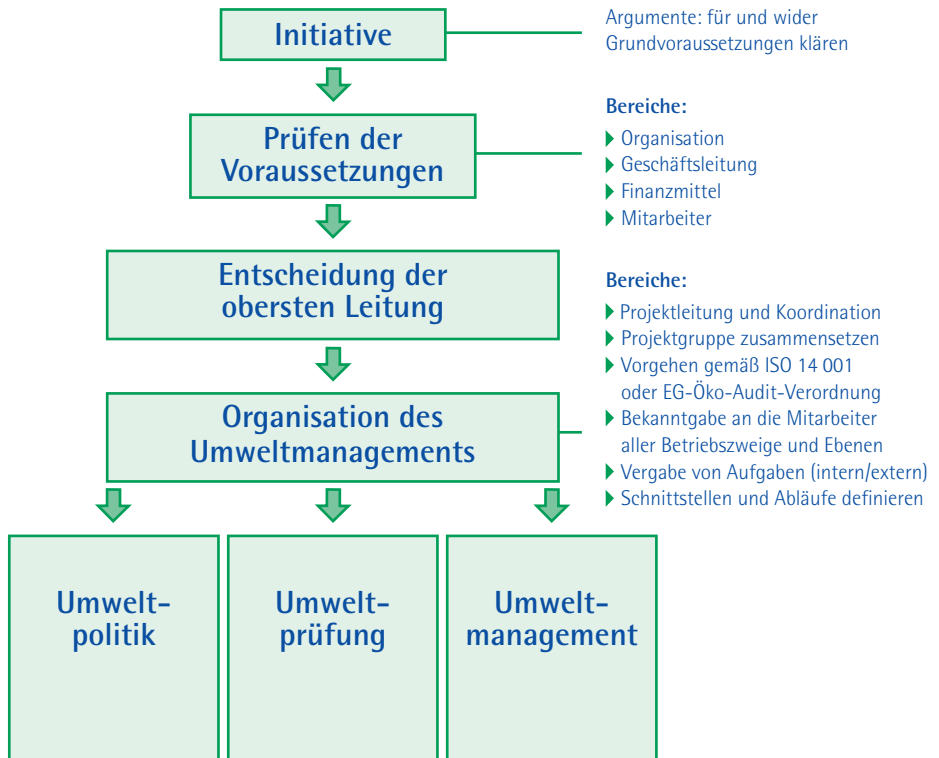 Initiative
Argumente: für und wider
Grundvoraussetzungen klären
Prüfen der
Voraussetzungen
Bereiche:
Organisation
Geschäftsleitung
Finanzmittel
Mitarbeiter
Entscheidung der
obersten Leitung
Organisation des
Umweltmanagements
Bereiche:
Projektleitung und Koordination
Projektgruppe zusammensetzen
Vorgehen gemäß ISO 14 001
oder EG-Öko-Audit-Verordnung
Bekanntgabe an die Mitarbeiter
aller Betriebszweige und Ebenen
Vergabe von Aufgaben (intern/extern)
Schnittstellen und Abläufe definieren
Umwelt-
politik
Umwelt-
prüfung
Umwelt-
management